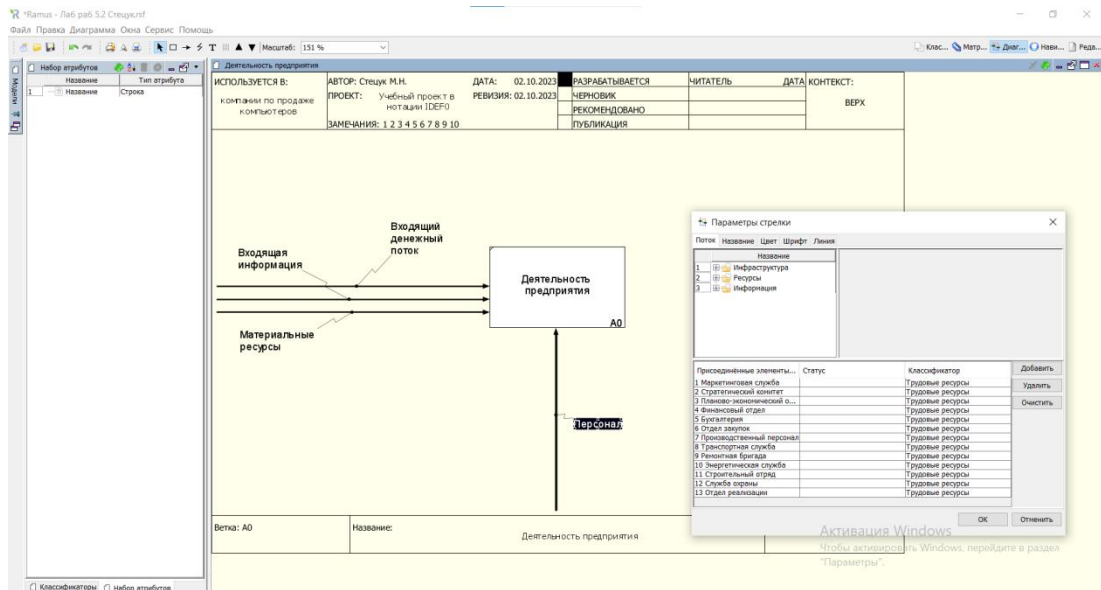 *Ramus - Лаб раб 5.2 Стецук.rsf
Файл Правка Диаграмма Окна Сервис Помощь
Масштаб: 151 %
Клас... Матр... Диаг... Нави... Реда...
Модели
Набор атрибутов
Название Тип атрибута
1 Название Строка
Классификаторы Набор атрибутов
Деятельность предприятия
ИСПОЛЬЗУЕТСЯ В:
компании по продаже
компьютеров
АВТОР: Стецук М.Н.
ПРОЕКТ: Учебный проект в
нотации IDEF0
ЗАМЕЧАНИЯ: 1 2 3 4 5 6 7 8 9 10
ДАТА: 02.10.2023
РЕВИЗИЯ: 02.10.2023
РАЗРАБАТЫВАЕТСЯ
ЧЕРНОВИК
РЕКОМЕНДОВАНО
ПУБЛИКАЦИЯ
ЧИТАТЕЛЬ ДАТА
КОНТЕКСТ:
ВЕРХ
Входящий
денежный
поток
Входящая
информация
Материальные
ресурсы
Деятельность
предприятия
A0
Персонал
Ветка: A0
Название:
Деятельность предприятия
Параметры стрелки
Поток Название Цвет Шрифт Линия
Название
1 Инфраструктура
2 Ресурсы
3 Информация
Присоединённые элементы... Статус Классификатор
1 Маркетинговая служба Трудовые ресурсы
2 Стратегический комитет Трудовые ресурсы
3 Планово-экономический о... Трудовые ресурсы
4 Финансовый отдел Трудовые ресурсы
5 Бухгалтерия Трудовые ресурсы
6 Отдел закупок Трудовые ресурсы
7 Производственный персонал Трудовые ресурсы
8 Транспортная служба Трудовые ресурсы
9 Ремонтная бригада Трудовые ресурсы
10 Энергетическая служба Трудовые ресурсы
11 Строительный отряд Трудовые ресурсы
12 Служба охраны Трудовые ресурсы
13 Отдел реализации Трудовые ресурсы
Добавить
Удалить
Очистить
OK Отменить
Активация Windows
Чтобы активировать Windows, перейдите в раздел
"Параметры".